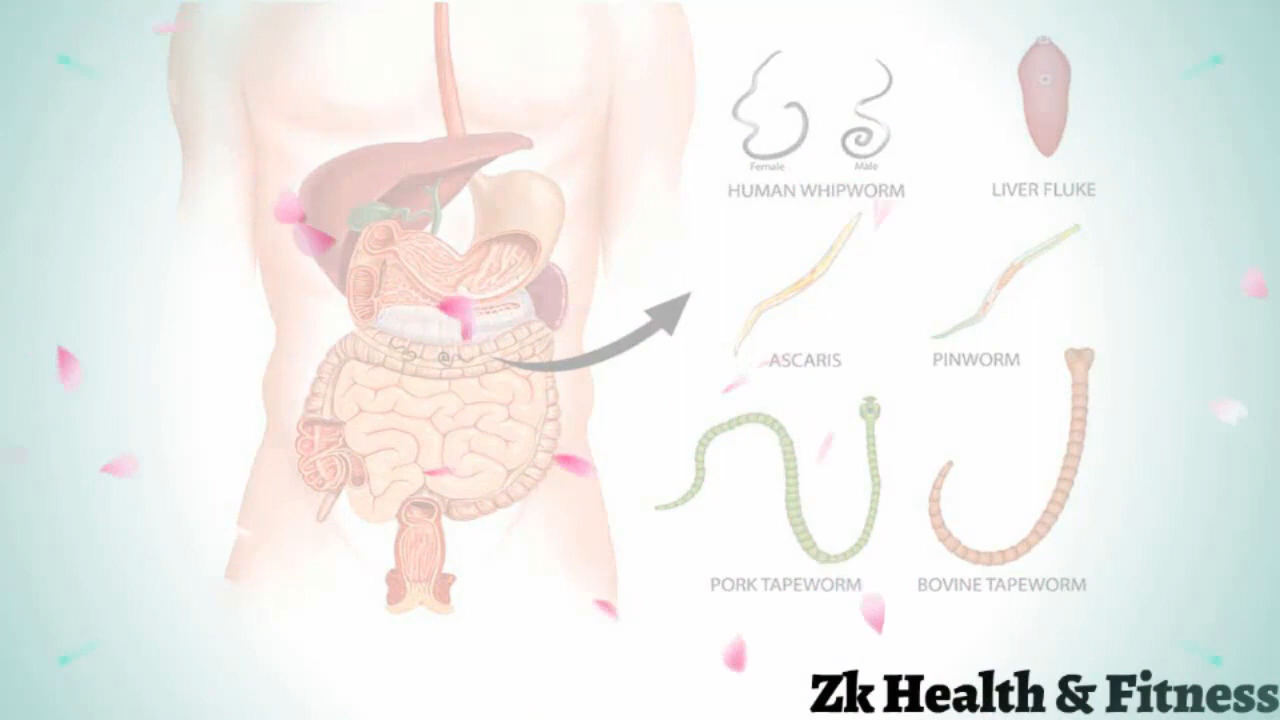 Female
Male
HUMAN WHIPWORM
LIVER FLUKE
ASCARIS
PINWORM
PORK TAPEWORM
BOVINE TAPEWORM
Zk Health & Fitness